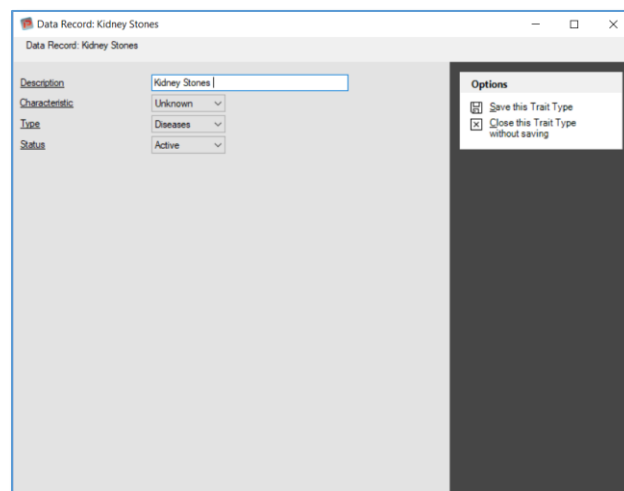 Data Record: Kidney Stones
Data Record: Kidney Stones
Description Kidney Stones
Characteristic Unknown
Type Diseases
Status Active
Options
Save this Trait Type
Close this Trait Type
without saving